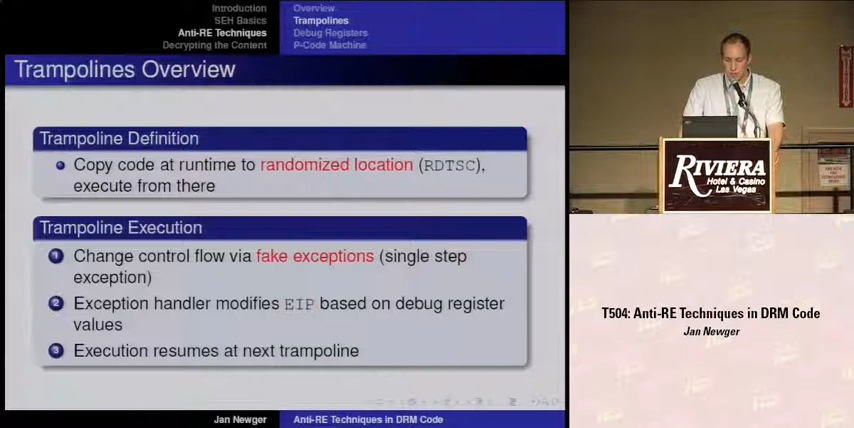 Introduction
SEH Basics
Anti-RE Techniques
Decrypting the Content
Overview
Trampolines
Debug Registers
P-Code Machine
Trampolines Overview
Trampoline Definition
Copy code at runtime to randomized location (RDTSC),
execute from there
Trampoline Execution
1 Change control flow via fake exceptions (single step
exception)
2 Exception handler modifies EIP based on debug register
values
3 Execution resumes at next trampoline
Jan Newger
Anti-RE Techniques in DRM Code
RIVIERA
Hotel & Casino
Las Vegas
T504: Anti-RE Techniques in DRM Code
Jan Newger